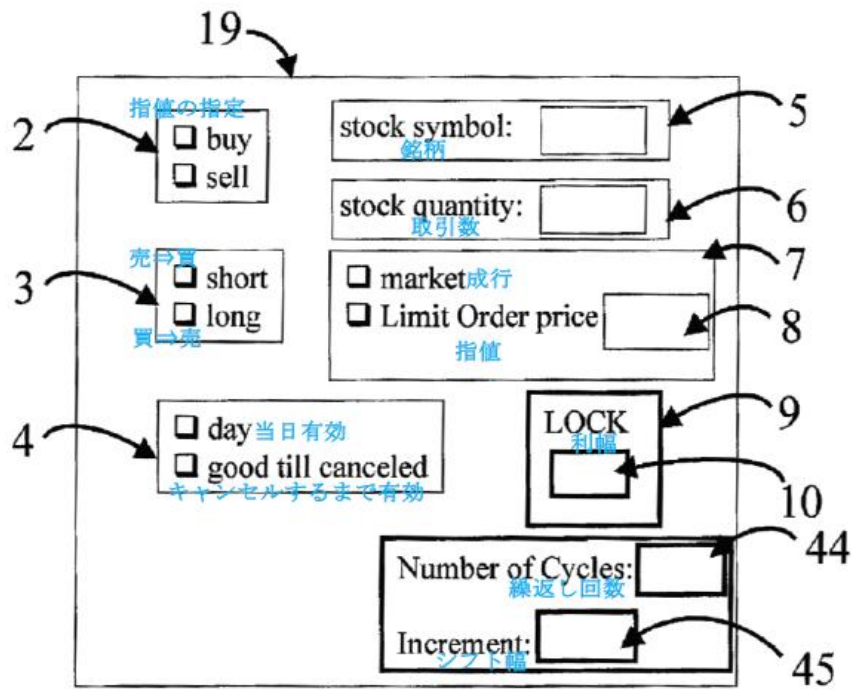 19
指値の指定
2
buy
sell
stock symbol:
銘柄
5
stock quantity:
取引数
6
売⇒買
3
short
long
買⇒売
7
market成行
Limit Order price
指値
8
4
day当日有効
good till canceled
キャンセルするまで有効
LOCK
利幅
9
10
Number of Cycles:
繰返し回数
44
Increment:
シフト幅
45